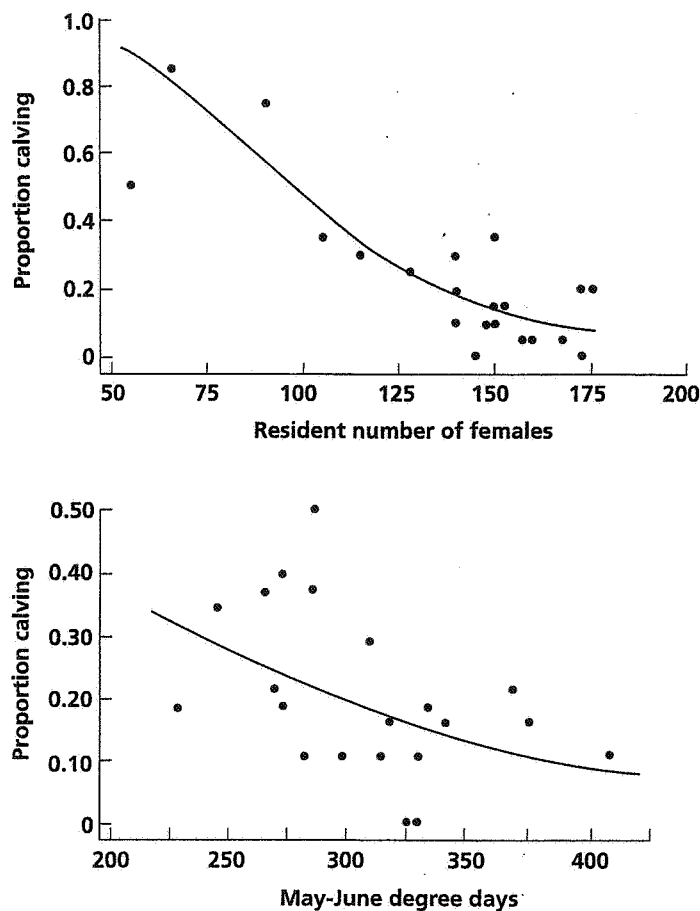 Proportion calving
1.0
0.8
0.6
0.4
0.2
0
50 75 100 125 150 175 200
Resident number of females
Proportion calving
0.50
0.40
0.30
0.20
0.10
0
200 250 300 350 400
May-June degree days